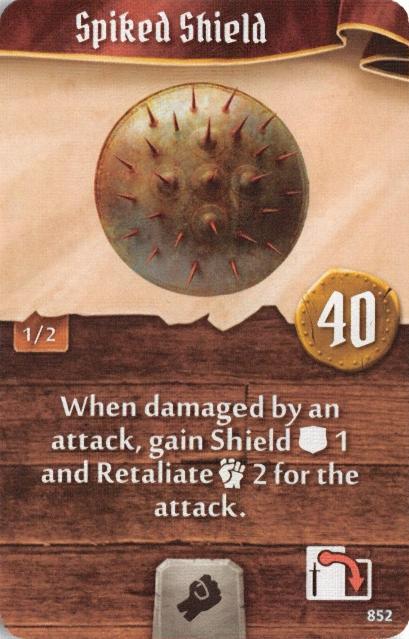 Spiked Shield
40
1/2
When damaged by an
attack, gain Shield 1
and Retaliate 2 for the
attack.
852